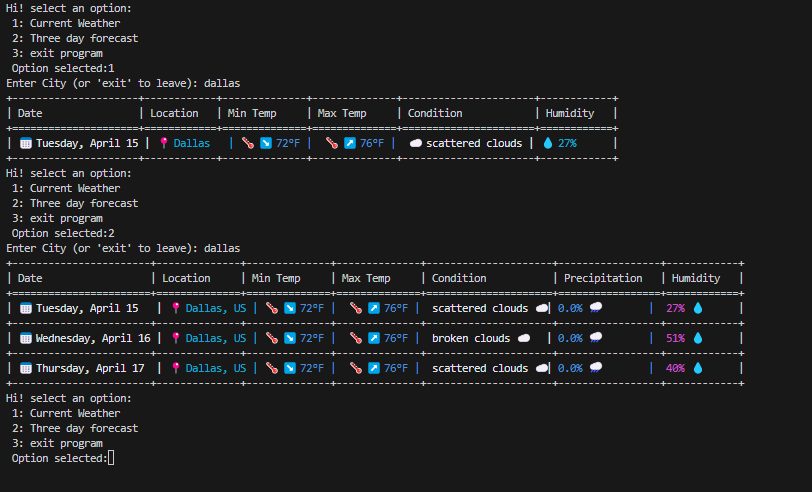 Hi! select an option:
 1: Current Weather
 2: Three day forecast
 3: exit program
 Option selected:1
Enter City (or 'exit' to leave): dallas
| Date | Location | Min Temp | Max Temp | Condition | Humidity |
| Tuesday, April 15 | Dallas | 72°F | 76°F | scattered clouds | 27% |
Hi! select an option:
 1: Current Weather
 2: Three day forecast
 3: exit program
 Option selected:2
Enter City (or 'exit' to leave): dallas
| Date | Location | Min Temp | Max Temp | Condition | Precipitation | Humidity |
| Tuesday, April 15 | Dallas, US | 72°F | 76°F | scattered clouds | 0.0% | 27% |
| Wednesday, April 16 | Dallas, US | 72°F | 76°F | broken clouds | 0.0% | 51% |
| Thursday, April 17 | Dallas, US | 72°F | 76°F | scattered clouds | 0.0% | 40% |
Hi! select an option:
 1: Current Weather
 2: Three day forecast
 3: exit program
 Option selected: